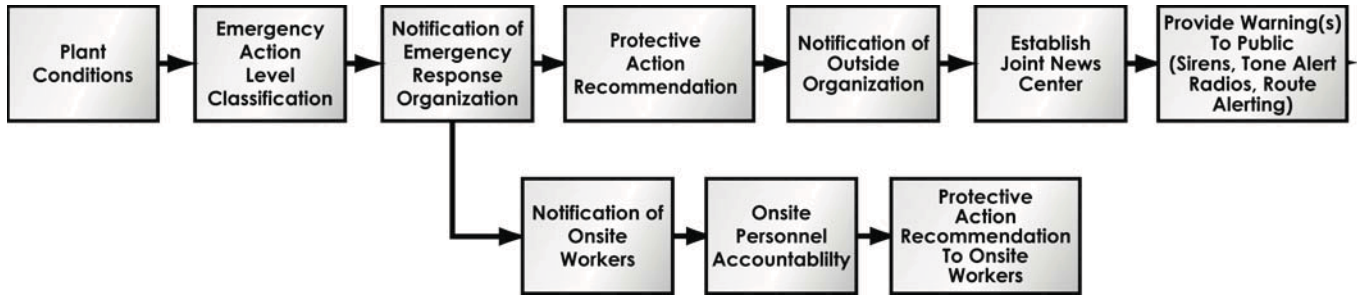 Plant
Conditions
Emergency
Action
Level
Classification
Notification of
Emergency
Response
Organization
Protective
Action
Recommendation
Notification of
Outside
Organization
Establish
Joint News
Center
Provide Warning(s)
To Public
(Sirens, Tone Alert
Radios, Route
Alerting)
Notification of
Onsite
Workers
Onsite
Personnel
Accountablilty
Protective
Action
Recommendation
To Onsite
Workers